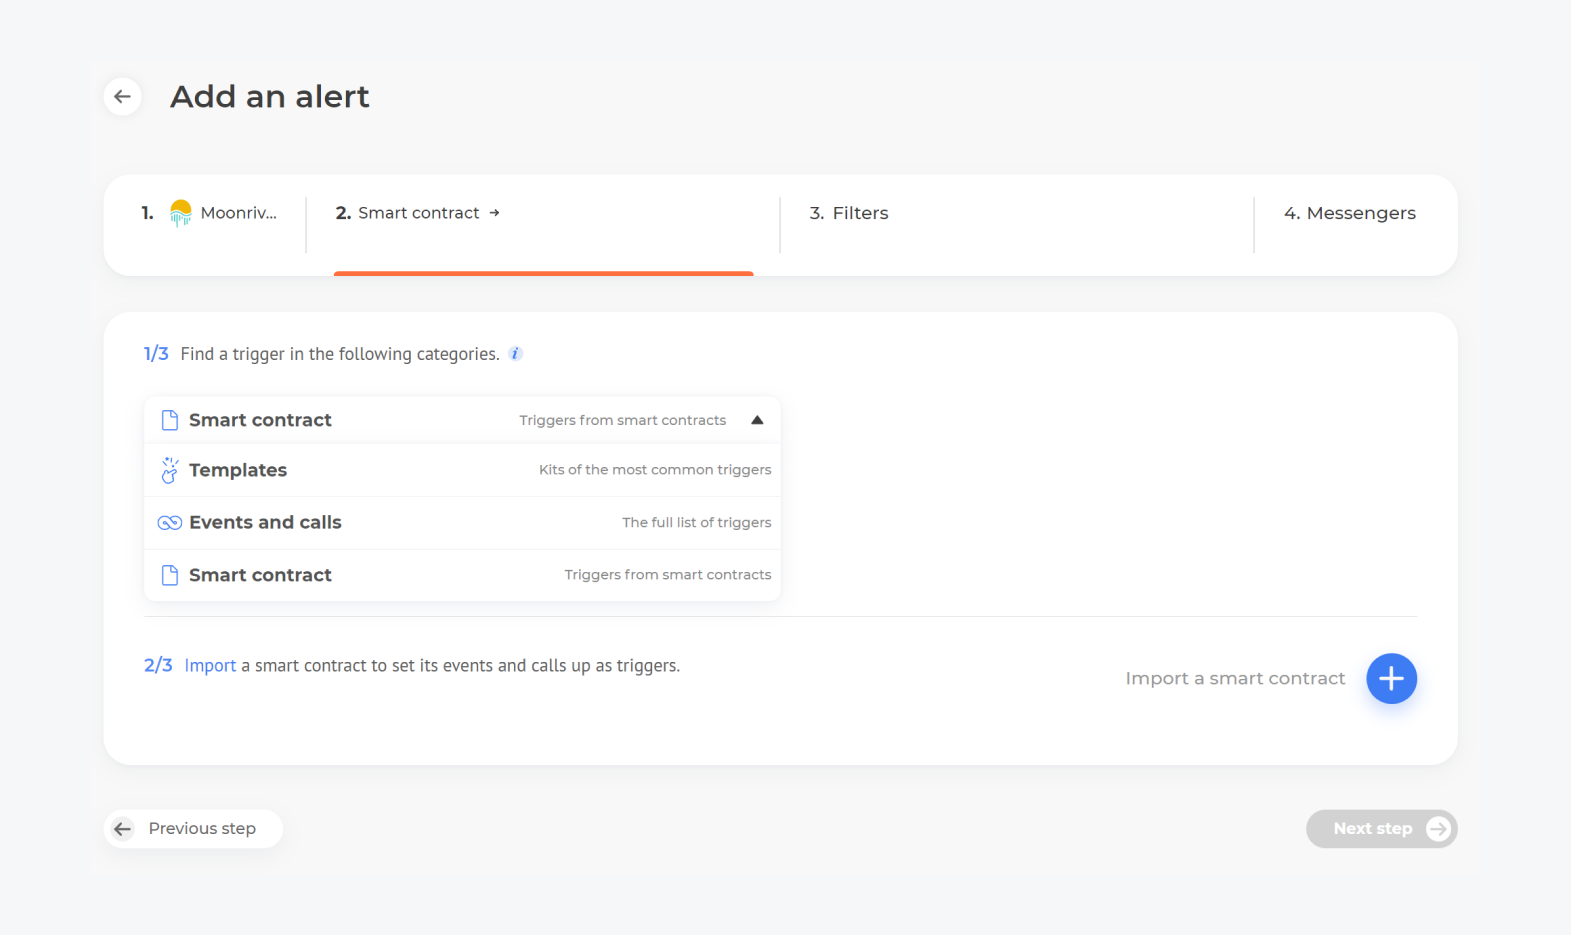 Add an alert
1. Moonriv...
2. Smart contract →
3. Filters
4. Messengers
1/3 Find a trigger in the following categories. i
Smart contract Triggers from smart contracts
Templates Kits of the most common triggers
Events and calls The full list of triggers
Smart contract Triggers from smart contracts
2/3 Import a smart contract to set its events and calls up as triggers.
Import a smart contract
Previous step
Next step